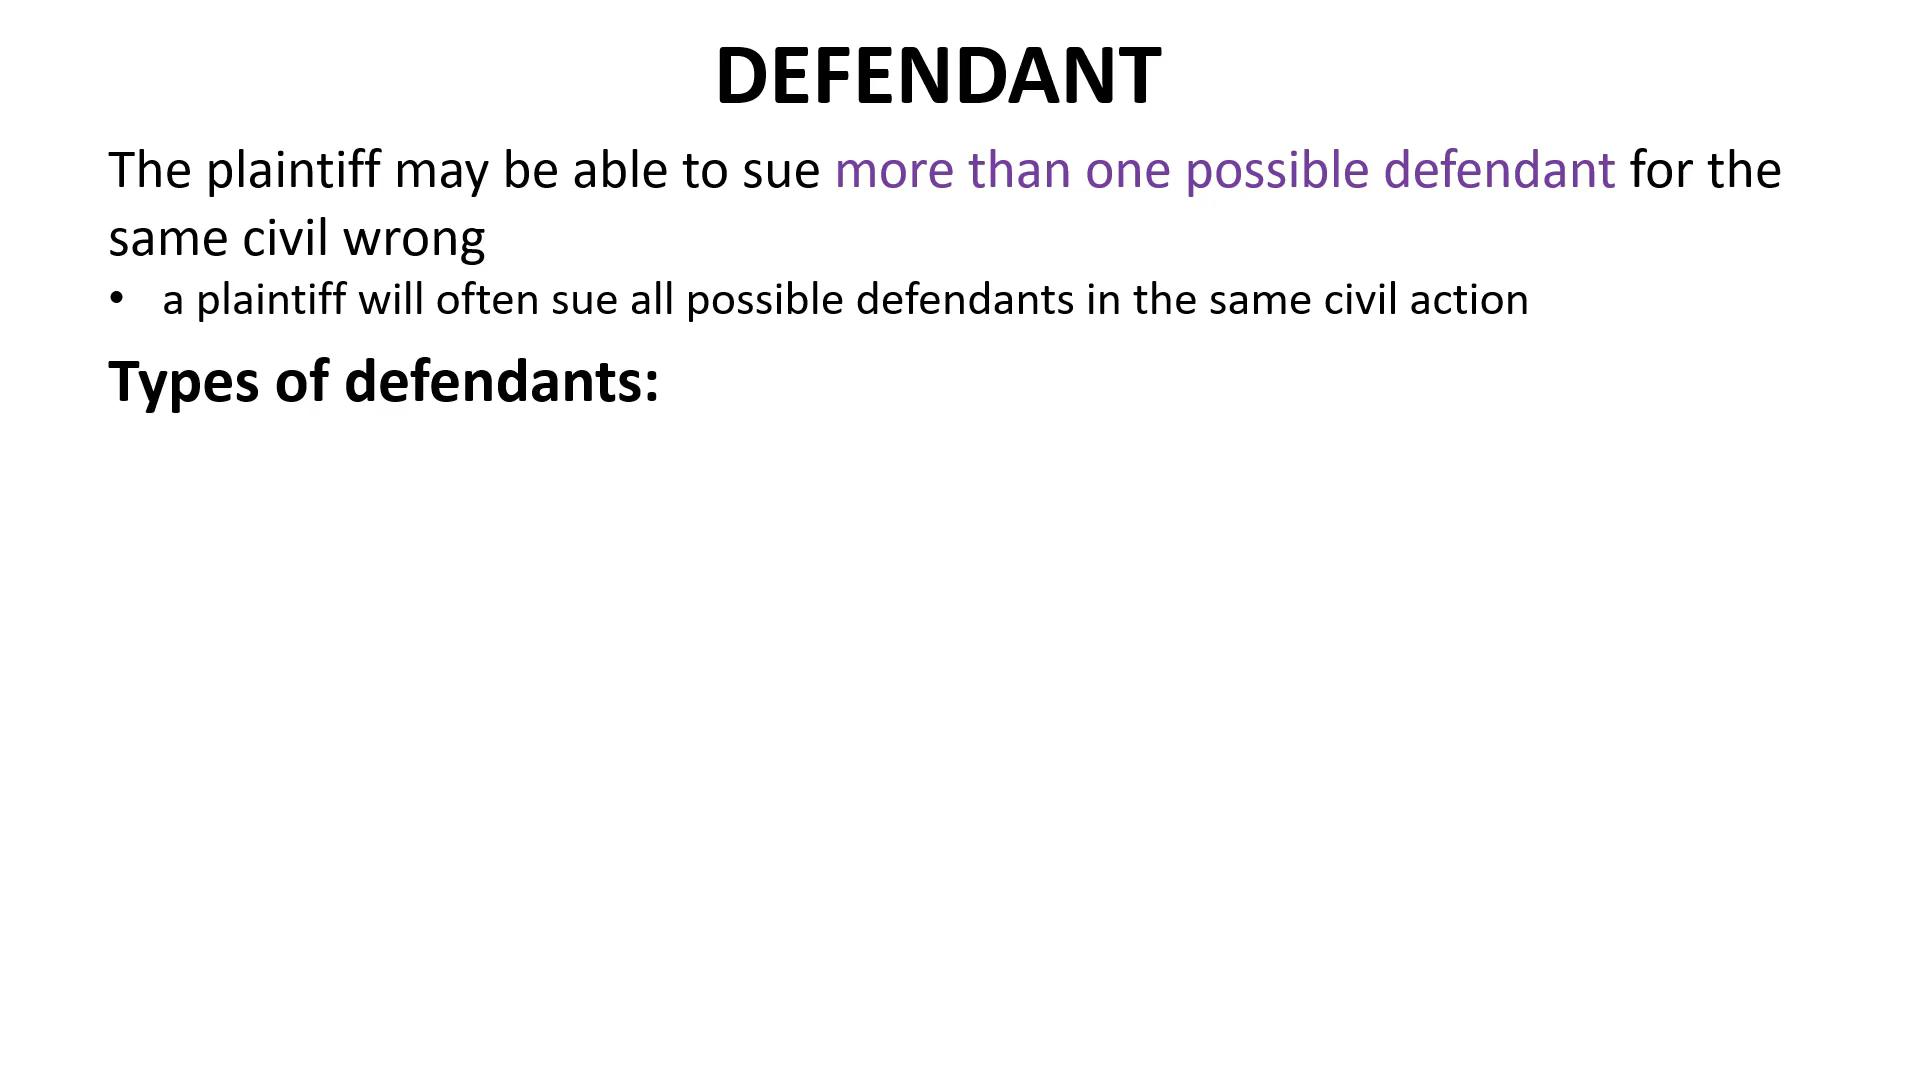 DEFENDANT
The plaintiff may be able to sue more than one possible defendant for the
same civil wrong
• a plaintiff will often sue all possible defendants in the same civil action
Types of defendants: